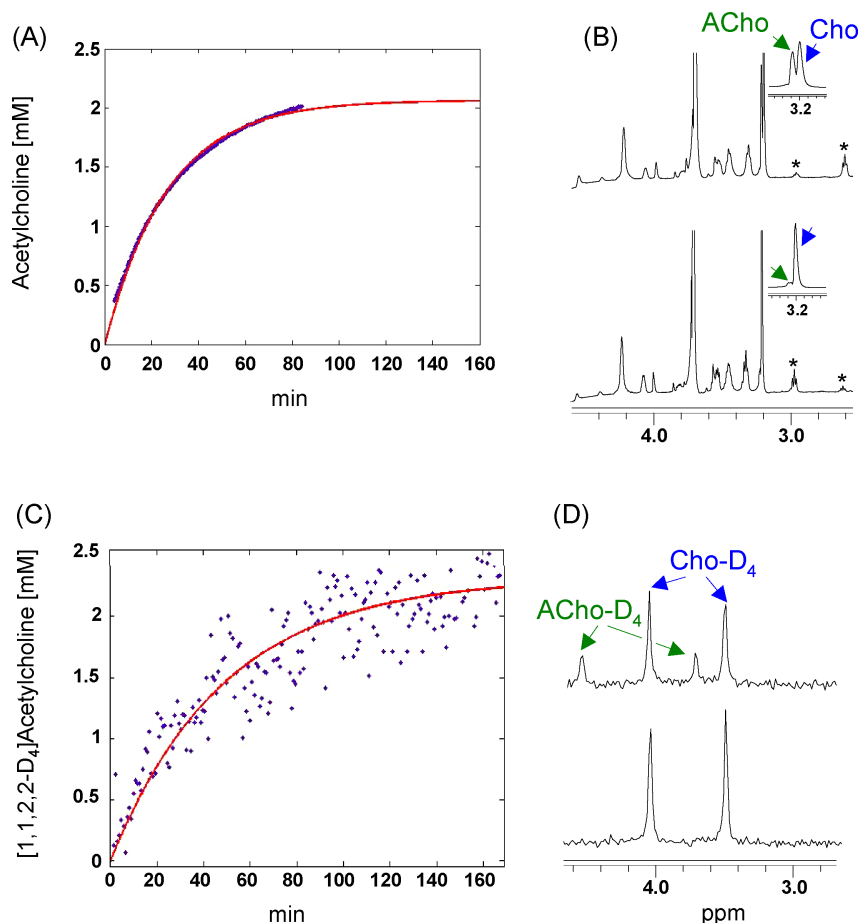 (A)
2.5
2
1.5
1
0.5
0
Acetylcholine [mM]
0 20 40 60 80 100 120 140 160
min
(B)
ACho Cho
3.2
* *
3.2
* *
4.0 3.0
(C)
2.5
2
1.5
1
0.5
0
[1,1,2,2-D4]Acetylcholine [mM]
0 20 40 60 80 100 120 140 160
min
(D)
Cho-D4
ACho-D4
4.0 3.0
ppm